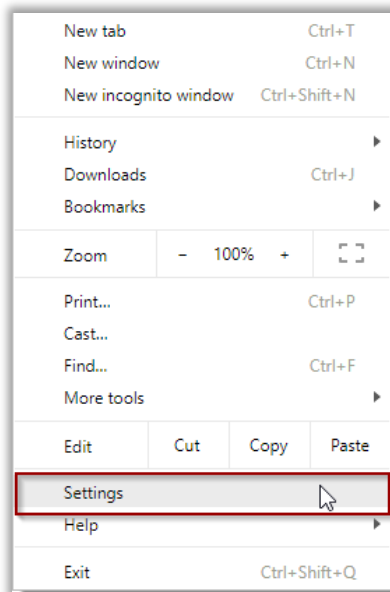 New tab Ctrl+T
New window Ctrl+N
New incognito window Ctrl+Shift+N
History
Downloads Ctrl+J
Bookmarks
Zoom − 100% +
Print... Ctrl+P
Cast...
Find... Ctrl+F
More tools
Edit Cut Copy Paste
Settings
Help
Exit Ctrl+Shift+Q